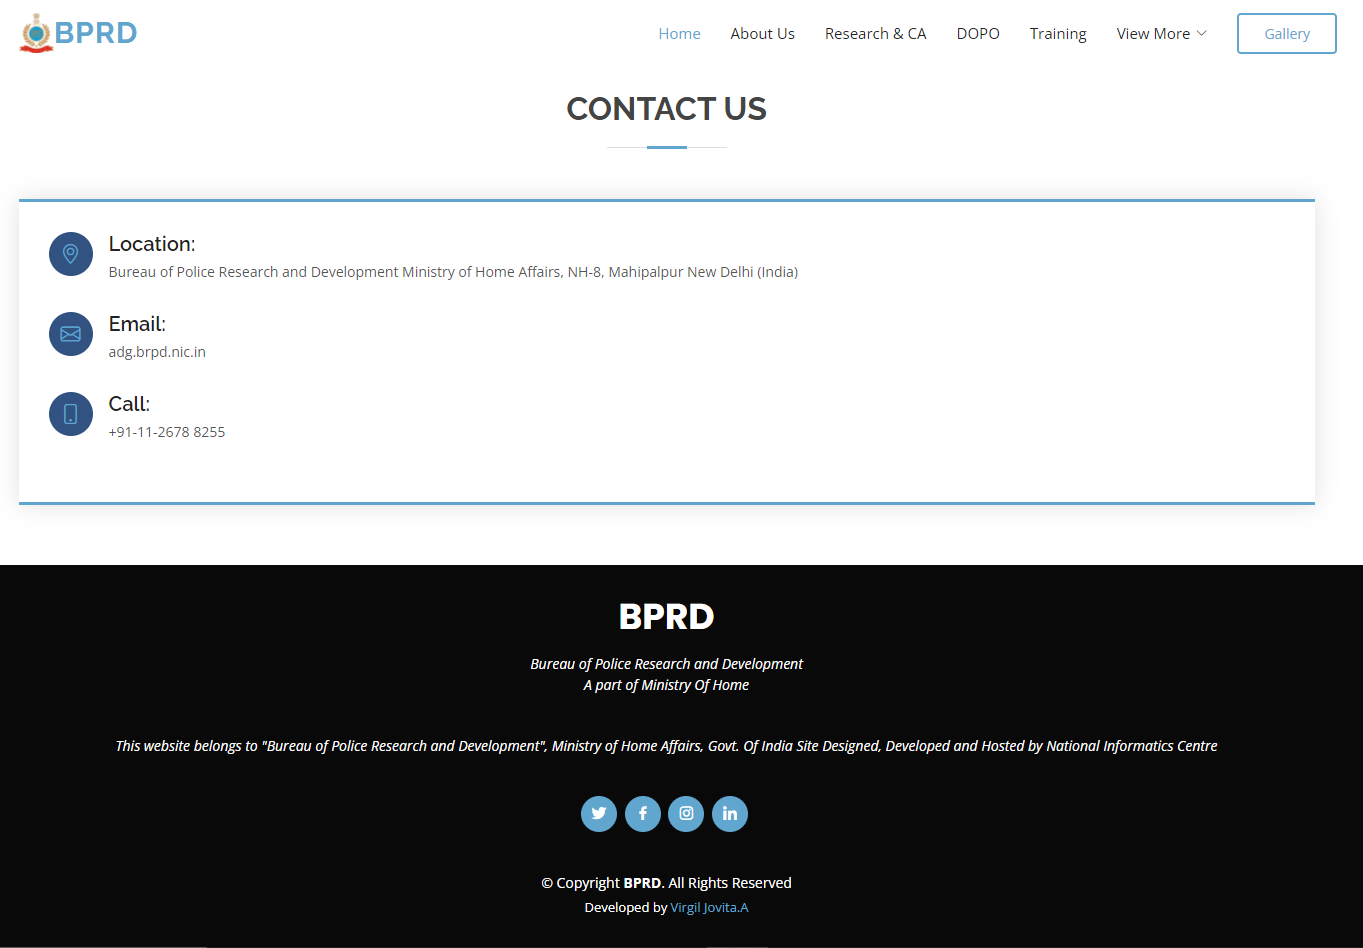 BPRD
Home About Us Research & CA DOPO Training View More Gallery
CONTACT US
Location:
Bureau of Police Research and Development Ministry of Home Affairs, NH-8, Mahipalpur New Delhi (India)
Email:
adg.brpd.nic.in
Call:
+91-11-2678 8255
BPRD
Bureau of Police Research and Development
A part of Ministry Of Home
This website belongs to "Bureau of Police Research and Development", Ministry of Home Affairs, Govt. Of India Site Designed, Developed and Hosted by National Informatics Centre
© Copyright BPRD. All Rights Reserved
Developed by Virgil Jovita.A